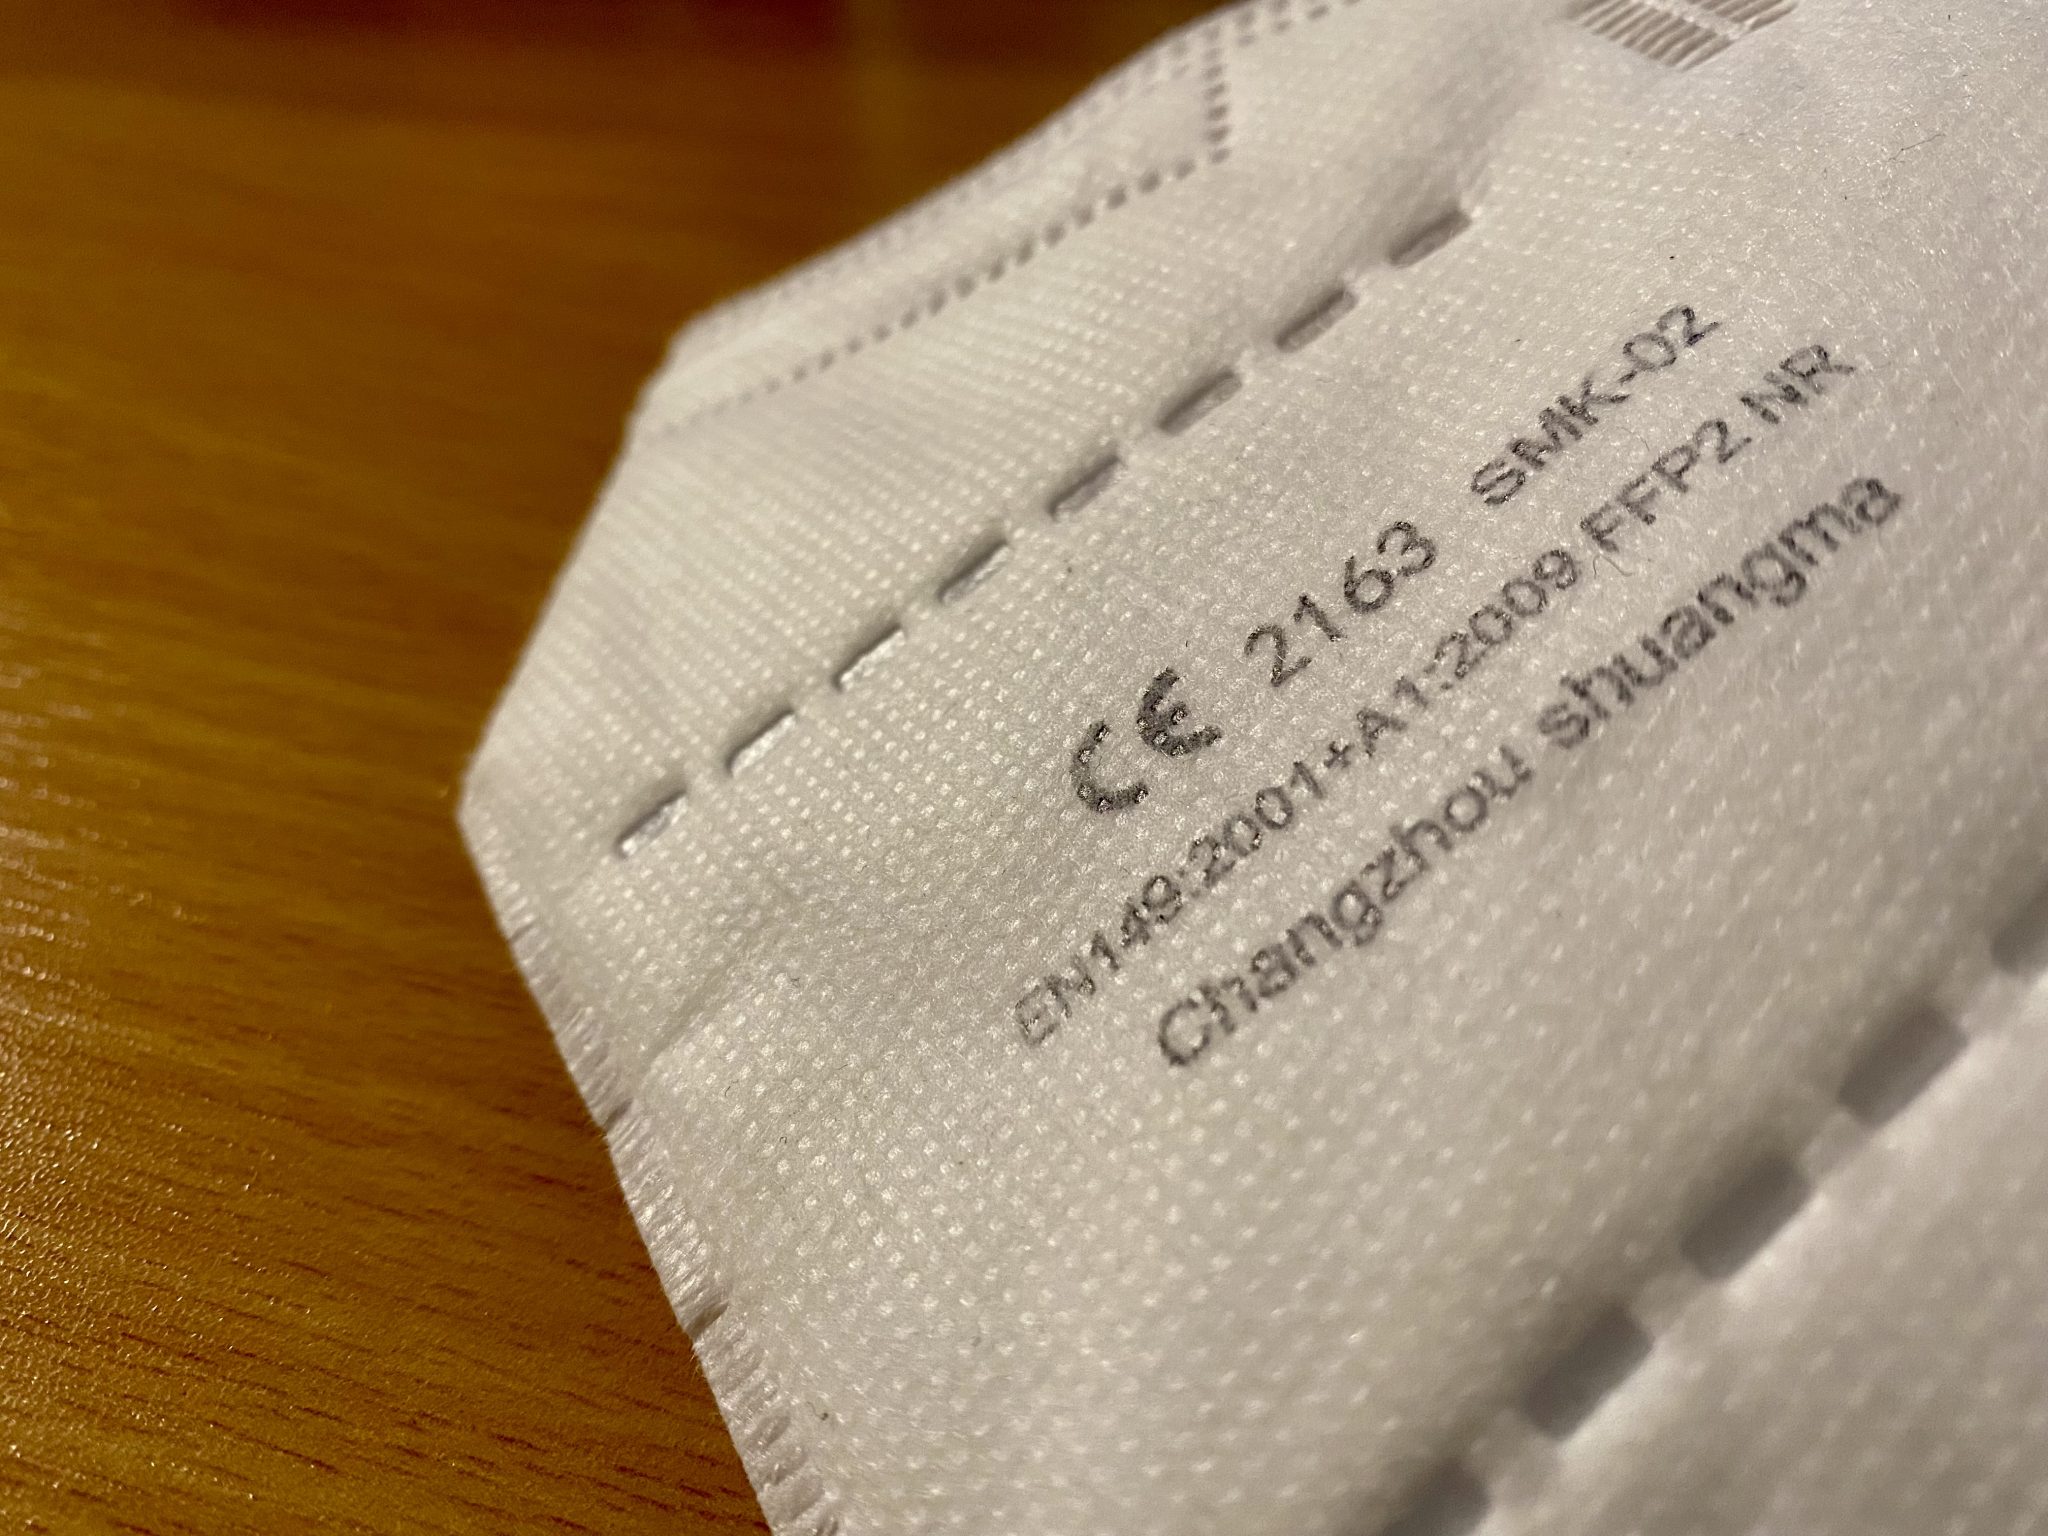 CE 2163 SMK-02
EN149:2001+A1:2009 FFP2 NR
Changzhou shuangma